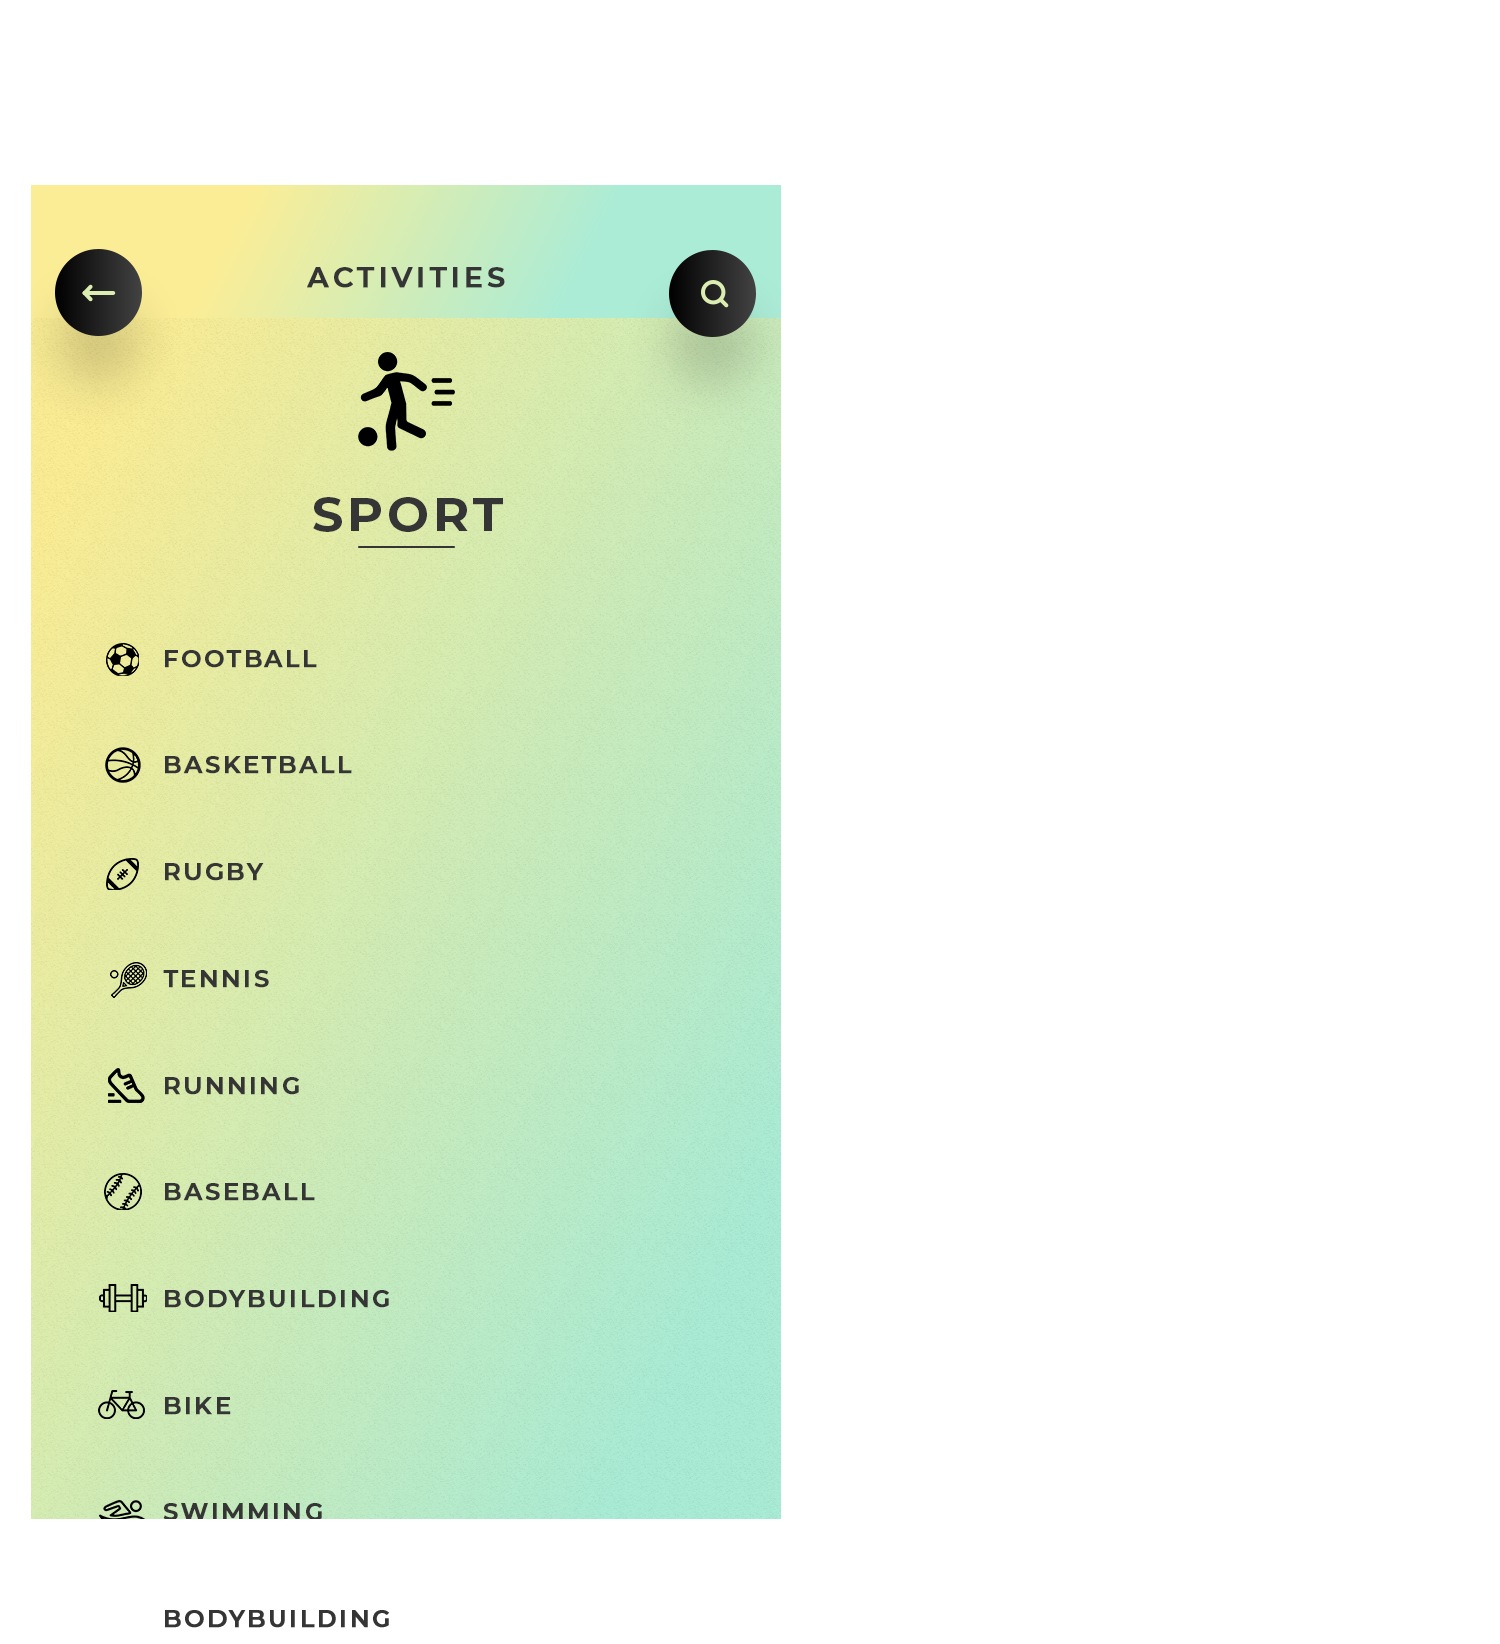 ACTIVITIES
SPORT
FOOTBALL
BASKETBALL
RUGBY
TENNIS
RUNNING
BASEBALL
BODYBUILDING
BIKE
SWIMMING
BODYBUILDING